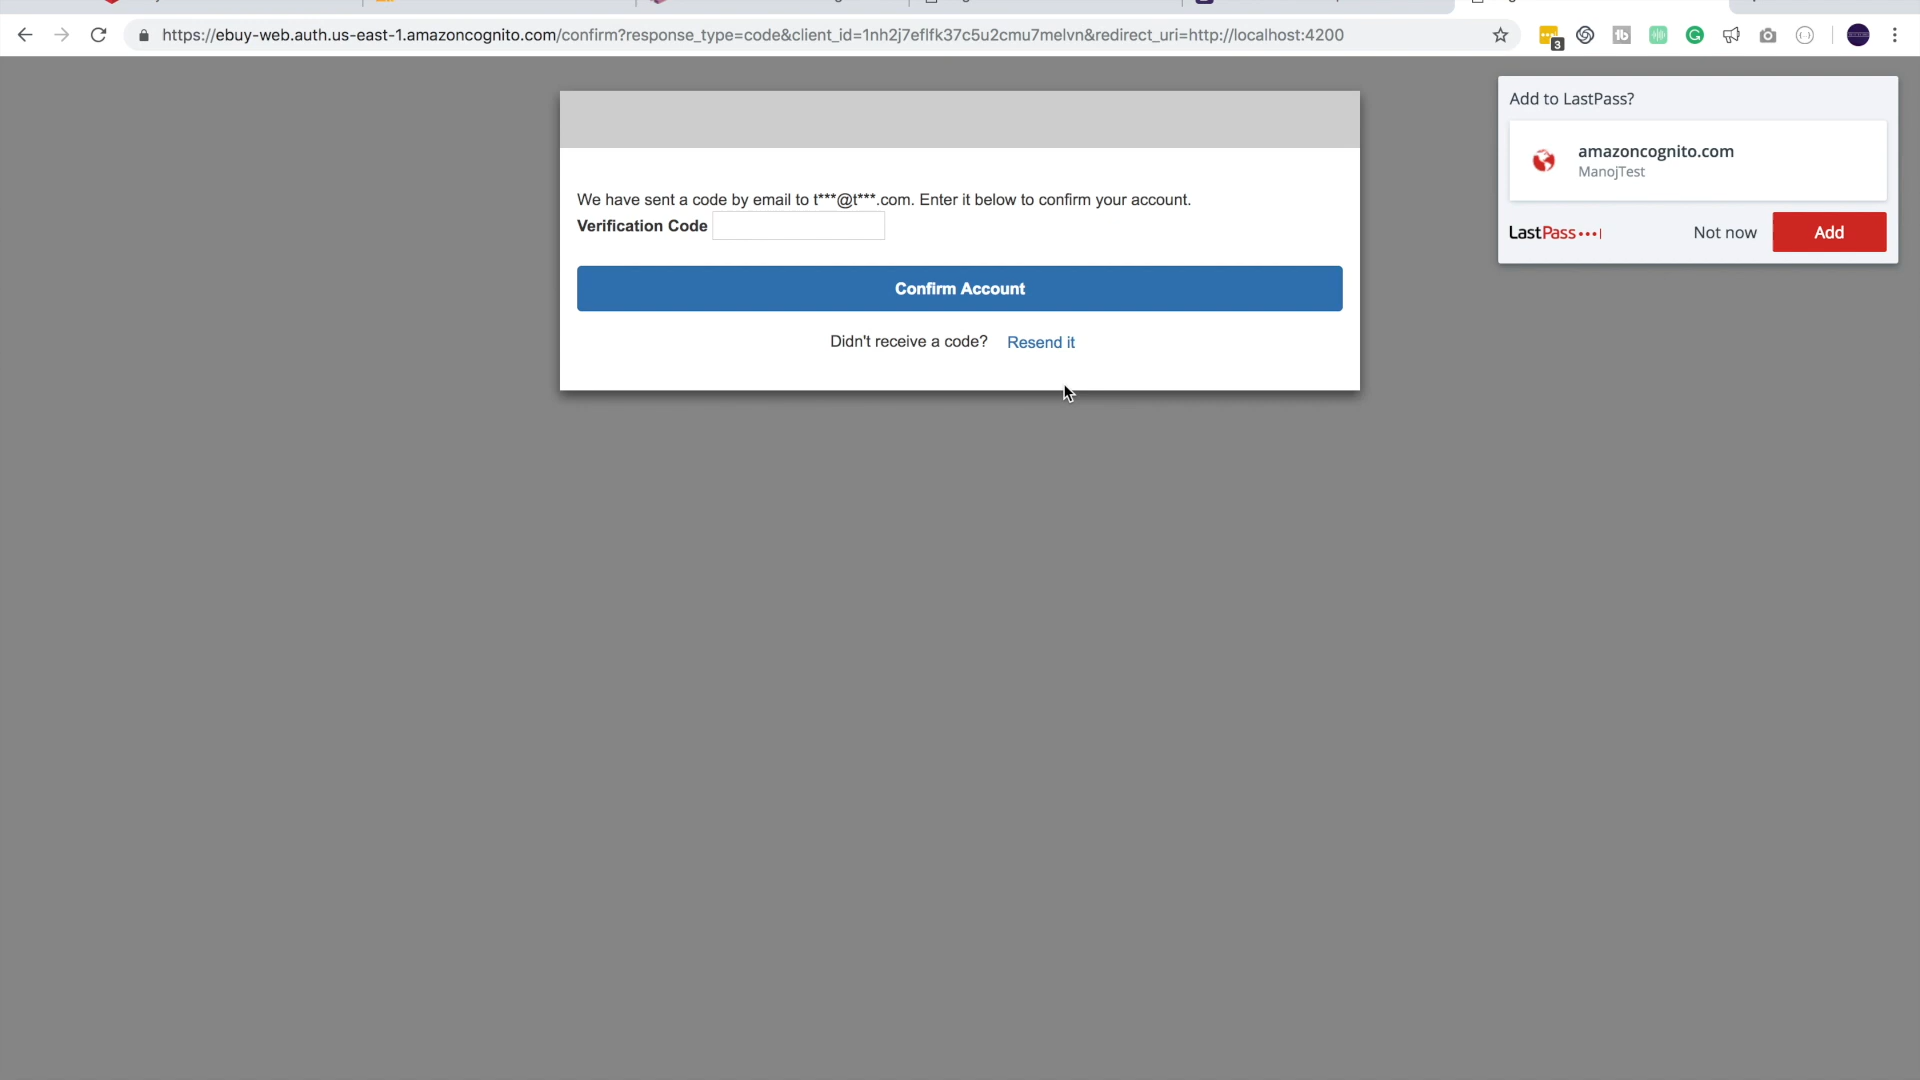 https://ebuy-web.auth.us-east-1.amazoncognito.com/confirm?response_type=code&client_id=1nh2j7eflfk37c5u2cmu7melvn&redirect_uri=http://localhost:4200
3
Add to LastPass?
amazoncognito.com
ManojTest
LastPass
Not now
Add
We have sent a code by email to t***@t***.com. Enter it below to confirm your account.
Verification Code
Confirm Account
Didn't receive a code? Resend it